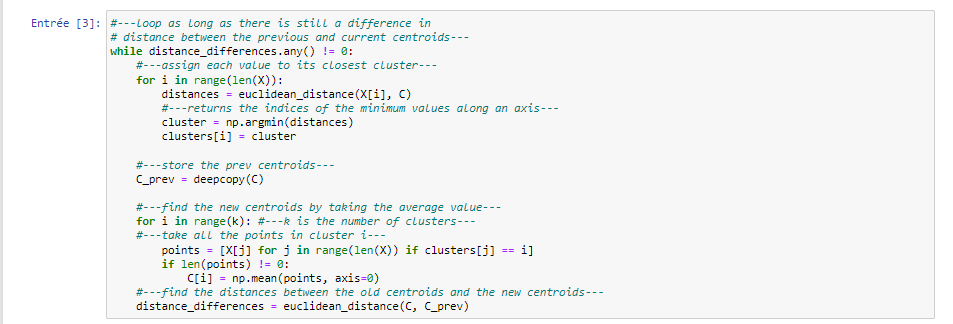 Entrée [3]: #---loop as long as there is still a difference in
# distance between the previous and current centroids---
while distance_differences.any() != 0:
    #---assign each value to its closest cluster---
    for i in range(len(X)):
        distances = euclidean_distance(X[i], C)
        #---returns the indices of the minimum values along an axis---
        cluster = np.argmin(distances)
        clusters[i] = cluster
    #---store the prev centroids---
    C_prev = deepcopy(C)
    #---find the new centroids by taking the average value---
    for i in range(k): #---k is the number of clusters---
    #---take all the points in cluster i---
        points = [X[j] for j in range(len(X)) if clusters[j] == i]
        if len(points) != 0:
            C[i] = np.mean(points, axis=0)
    #---find the distances between the old centroids and the new centroids---
    distance_differences = euclidean_distance(C, C_prev)